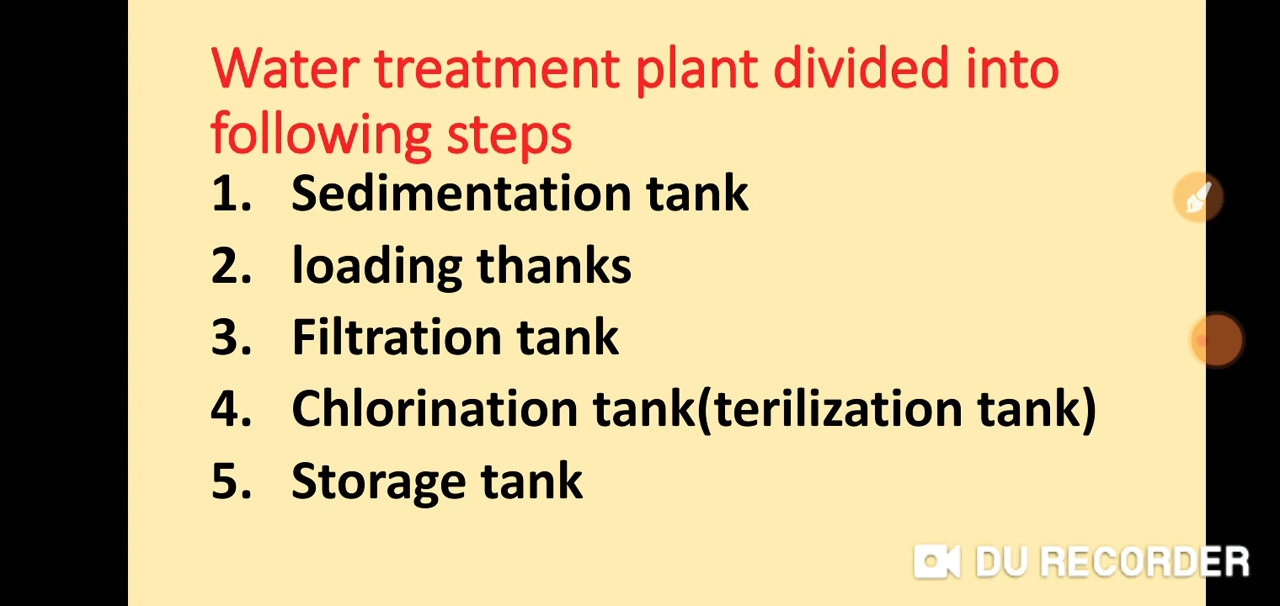 Water treatment plant divided into
following steps
1. Sedimentation tank
2. loading thanks
3. Filtration tank
4. Chlorination tank(terilization tank)
5. Storage tank
DU RECORDER